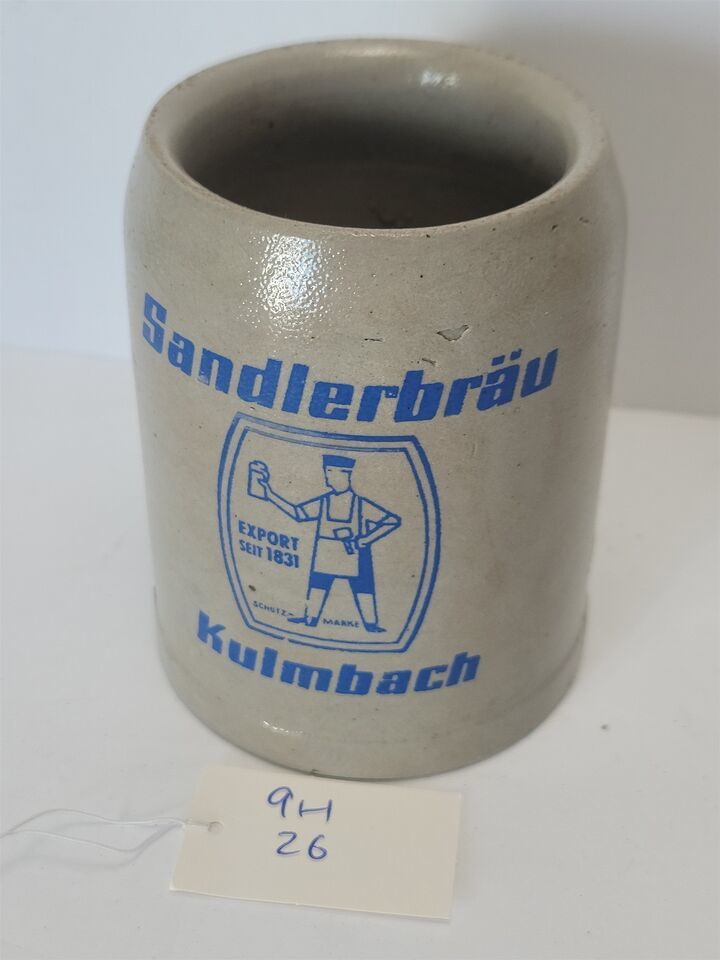 Sandlerbräu
EXPORT
SEIT 1831
SCHUTZ MARKE
Kulmbach
9H
26